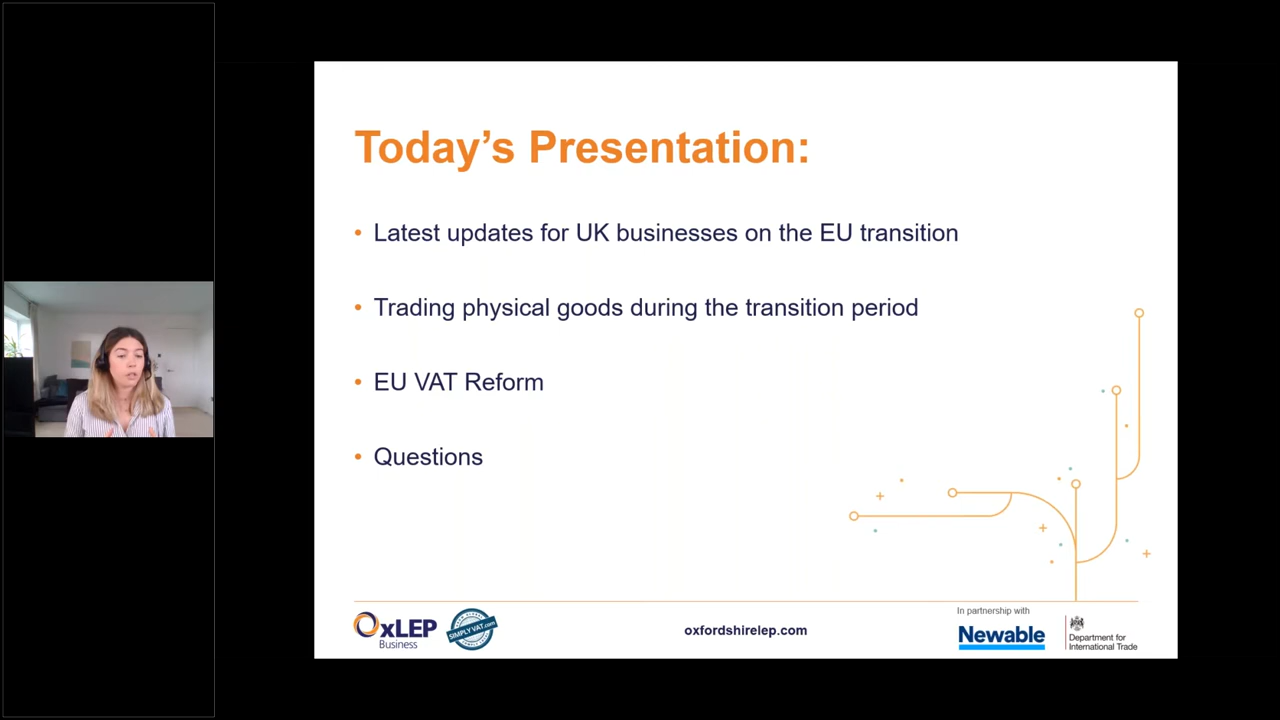 Today's Presentation:
• Latest updates for UK businesses on the EU transition
• Trading physical goods during the transition period
• EU VAT Reform
• Questions
OxLEP
Business
SIMPLY VAT.com
oxfordshirelep.com
In partnership with
Newable
Department for
International Trade